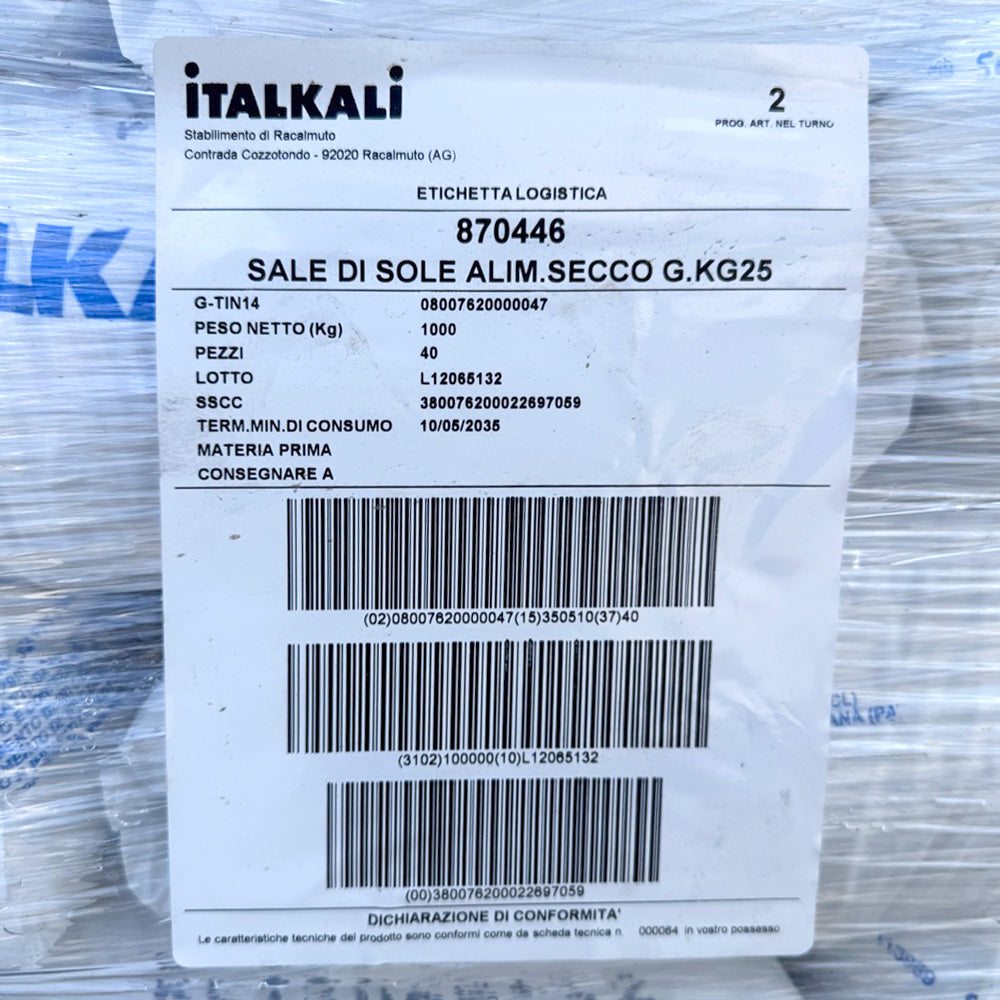 iTALKALi
Stabilimento di Racalmuto
Contrada Cozzotondo - 92020 Racalmuto (AG)
2
PROG. ART. NEL TURNO
ETICHETTA LOGISTICA
870446
SALE DI SOLE ALIM.SECCO G.KG25
G-TIN14 08007620000047
PESO NETTO (Kg) 1000
PEZZI 40
LOTTO L12065132
SSCC 380076200022697059
TERM.MIN.DI CONSUMO 10/05/2035
MATERIA PRIMA
CONSEGNARE A
(02)08007620000047(15)350510(37)40
(3102)100000(10)L12065132
(00)380076200022697059
DICHIARAZIONE DI CONFORMITA'
Le caratteristiche tecniche del prodotto sono conformi come da scheda tecnica n. 000064 in vostro possesso